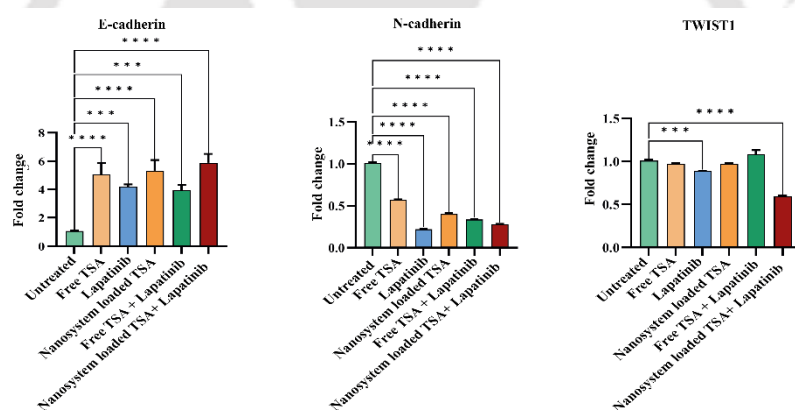 E-cadherin
* * * *
* * *
* * * *
* * *
* * * *
Fold change
8
6
4
2
0
Untreated
Free TSA
Lapatinib
Nanosystem loaded TSA
Free TSA + Lapatinib
Nanosystem loaded TSA+ Lapatinib
N-cadherin
* * * *
* * * *
* * * *
* * * *
* * * *
Fold change
1.5
1.0
0.5
0.0
Untreated
Free TSA
Lapatinib
Nanosystem loaded TSA
Free TSA + Lapatinib
Nanosystem loaded TSA+ Lapatinib
TWIST1
* * * *
* * *
Fold change
1.5
1.0
0.5
0.0
Untreated
Free TSA
Lapatinib
Nanosystem loaded TSA
Free TSA + Lapatinib
Nanosystem loaded TSA+ Lapatinib